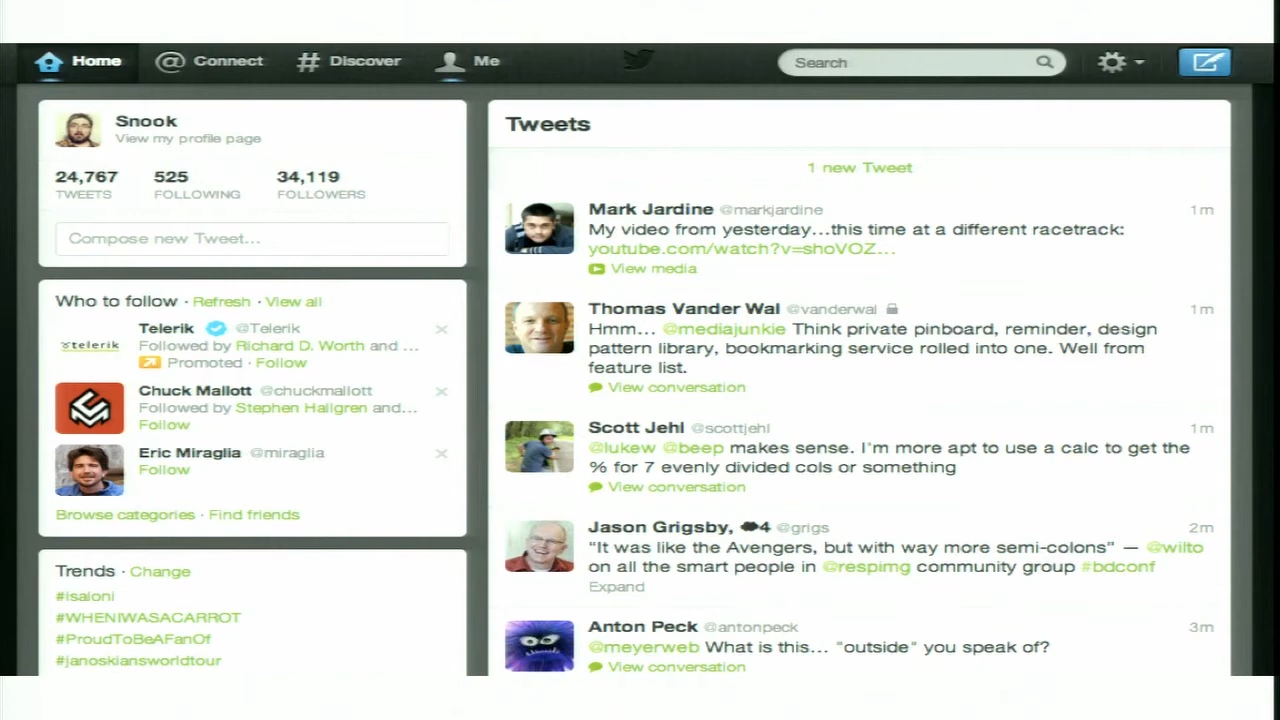 Home
Connect
Discover
Me
Search
Snook
View my profile page
24,767 525 34,119
TWEETS FOLLOWING FOLLOWERS
Compose new Tweet...
Who to follow · Refresh · View all
Telerik @Telerik
telerik
Followed by Richard D. Worth and ...
Promoted · Follow
Chuck Mallott @chuckmallott
Followed by Stephen Hallgren and...
Follow
Eric Miraglia @miraglia
Follow
Browse categories · Find friends
Trends · Change
#isaloni
#WHENIWASACARROT
#ProudToBeAFanOf
#janoskiansworldtour
Tweets
1 new Tweet
Mark Jardine @markjardine 1m
My video from yesterday...this time at a different racetrack:
youtube.com/watch?v=shoVOZ...
View media
Thomas Vander Wal @vanderwal 1m
Hmm... @mediajunkie Think private pinboard, reminder, design
pattern library, bookmarking service rolled into one. Well from
feature list.
View conversation
Scott Jehl @scottjehl 1m
@lukew @beep makes sense. I'm more apt to use a calc to get the
% for 7 evenly divided cols or something
View conversation
Jason Grigsby, 4 @grigs 2m
"It was like the Avengers, but with way more semi-colons" — @wilto
on all the smart people in @respimg community group #bdconf
Expand
Anton Peck @antonpeck 3m
@meyerweb What is this... "outside" you speak of?
View conversation